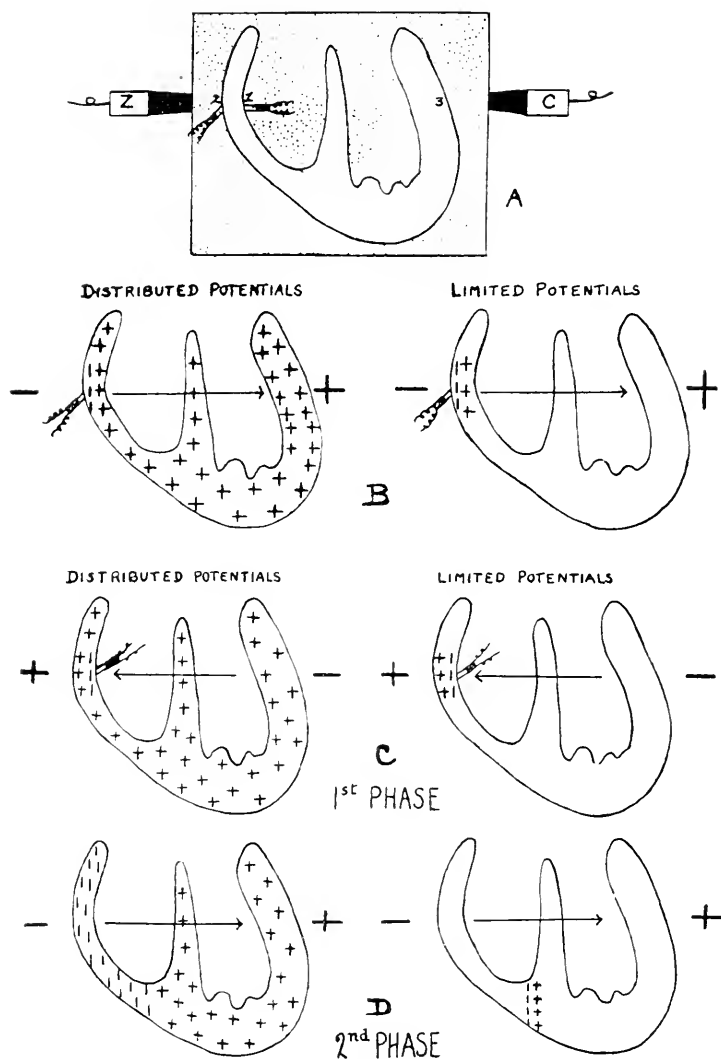 Z 2 1 3 C
A
DISTRIBUTED POTENTIALS LIMITED POTENTIALS
B
DISTRIBUTED POTENTIALS LIMITED POTENTIALS
C
1st PHASE
D
2nd PHASE